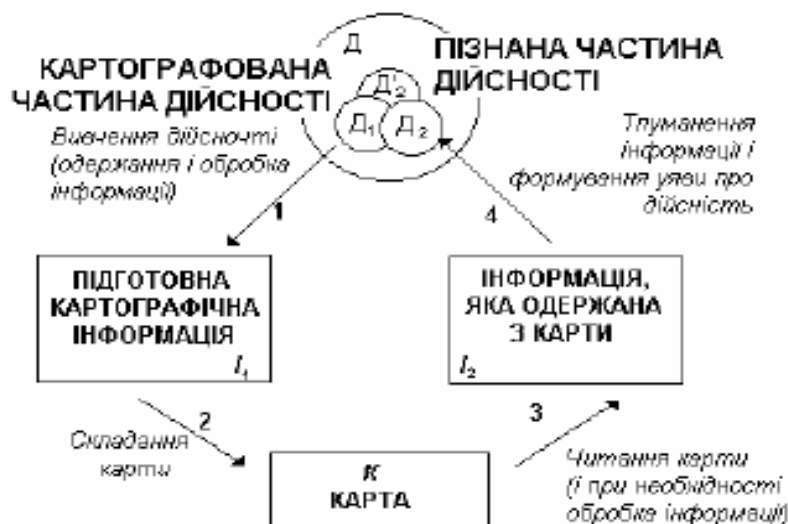 Д
КАРТОГРАФОВАНА
ЧАСТИНА ДІЙСНОСТІ
ПІЗНАНА ЧАСТИНА
ДІЙСНОСТІ
Д'₂
Д₁
Д₂
Вивчення дійсночті
(одержання і обробка
інформації)
Тлуманення
інформації і
формування уяви про
дійсність
1
4
ПІДГОТОВНА
КАРТОГРАФІЧНА
ІНФОРМАЦІЯ
I₁
ІНФОРМАЦІЯ,
ЯКА ОДЕРЖАНА
З КАРТИ
I₂
2
3
Складання
карти
К
КАРТА
Читання карти
(і при необхідності
обробка інформації)